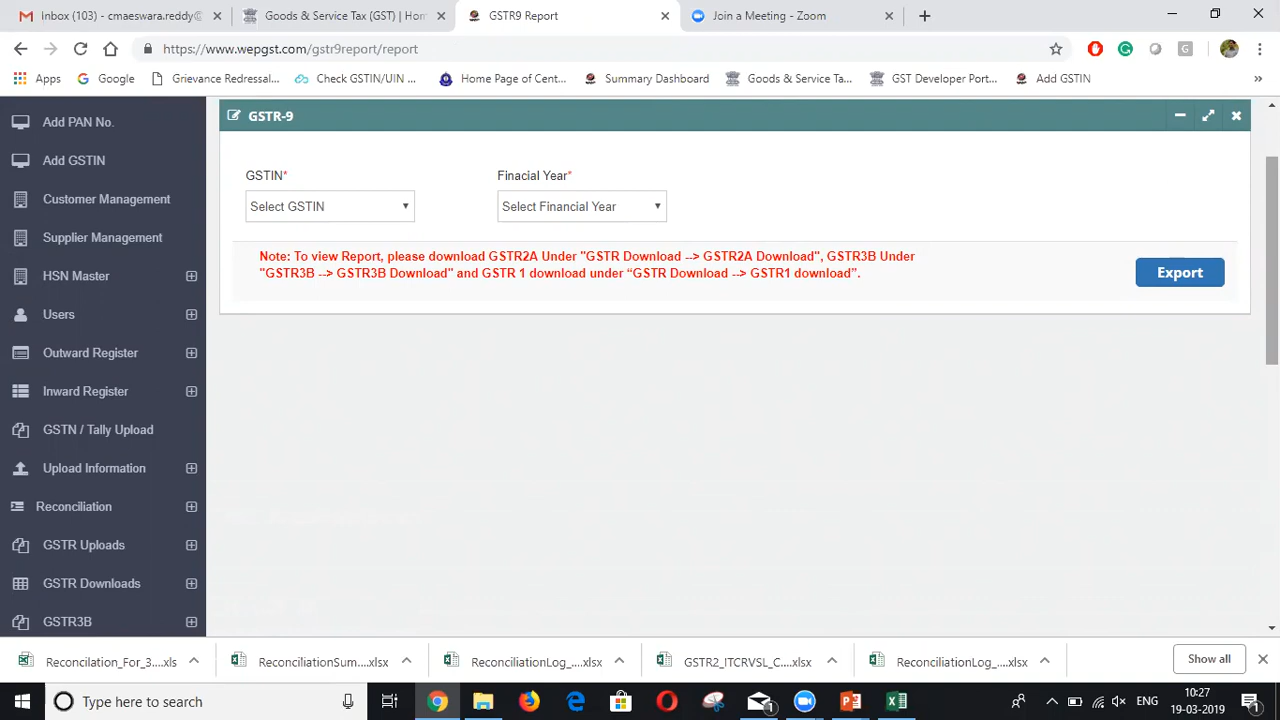 Inbox (103) - cmaeswara.reddy@
Goods & Service Tax (GST) | Hom
GSTR9 Report
Join a Meeting - Zoom
https://www.wepgst.com/gstr9report/report
Apps
Google
Grievance Redressal...
Check GSTIN/UIN ...
Home Page of Cent...
Summary Dashboard
Goods & Service Ta...
GST Developer Port...
Add GSTIN
»
Add PAN No.
Add GSTIN
Customer Management
Supplier Management
HSN Master
Users
Outward Register
Inward Register
GSTN / Tally Upload
Upload Information
Reconciliation
GSTR Uploads
GSTR Downloads
GSTR3B
GSTR-9
GSTIN*
Finacial Year*
Select GSTIN
Select Financial Year
Note: To view Report, please download GSTR2A Under "GSTR Download --> GSTR2A Download", GSTR3B Under
"GSTR3B --> GSTR3B Download" and GSTR 1 download under “GSTR Download --> GSTR1 download”.
Export
Reconcilation_For_3....xls
ReconciliationSum....xlsx
ReconciliationLog_....xlsx
GSTR2_ITCRVSL_C....xlsx
ReconciliationLog_....xlsx
Show all
Type here to search
1
ENG
10:27
19-03-2019
1